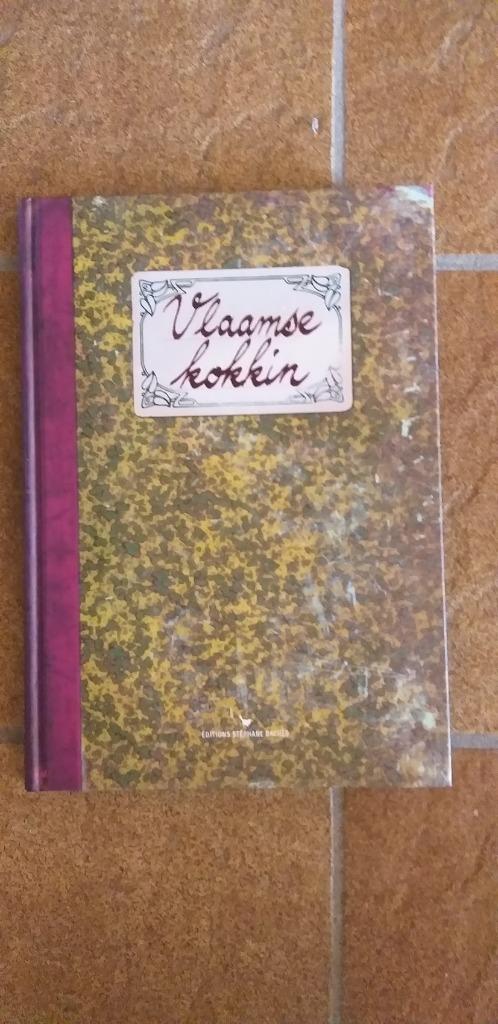 Vlaamse
kokkin
ÉDITIONS STÉPHANE BACHÈS